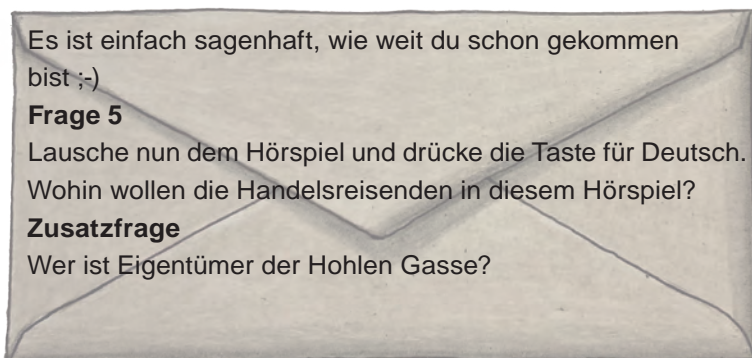 Es ist einfach sagenhaft, wie weit du schon gekommen
bist ;-)
Frage 5
Lausche nun dem Hörspiel und drücke die Taste für Deutsch.
Wohin wollen die Handelsreisenden in diesem Hörspiel?
Zusatzfrage
Wer ist Eigentümer der Hohlen Gasse?